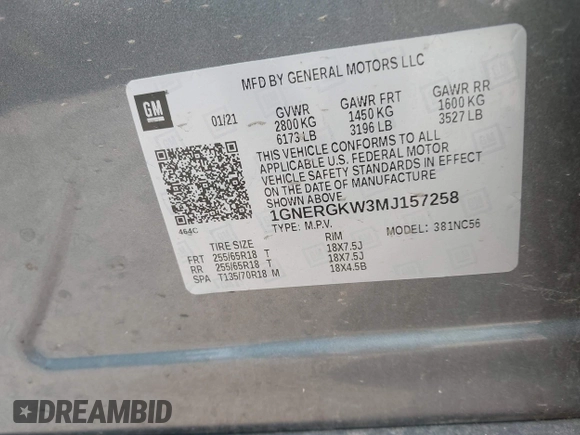 MFD BY GENERAL MOTORS LLC
GM
01/21
GVWR GAWR FRT GAWR RR
2800 KG 1450 KG 1600 KG
6173 LB 3196 LB 3527 LB
THIS VEHICLE CONFORMS TO ALL
APPLICABLE U.S. FEDERAL MOTOR
VEHICLE SAFETY STANDARDS IN EFFECT
ON THE DATE OF MANUFACTURE
SHOWN ABOVE.
1GNERGKW3MJ157258
TYPE: M.P.V. MODEL: 381NC56
464C
TIRE SIZE RIM
FRT 255/65R18 T 18X7.5J
RR 255/65R18 T 18X7.5J
SPA T135/70R18 M 18X4.5B
DREAMBID